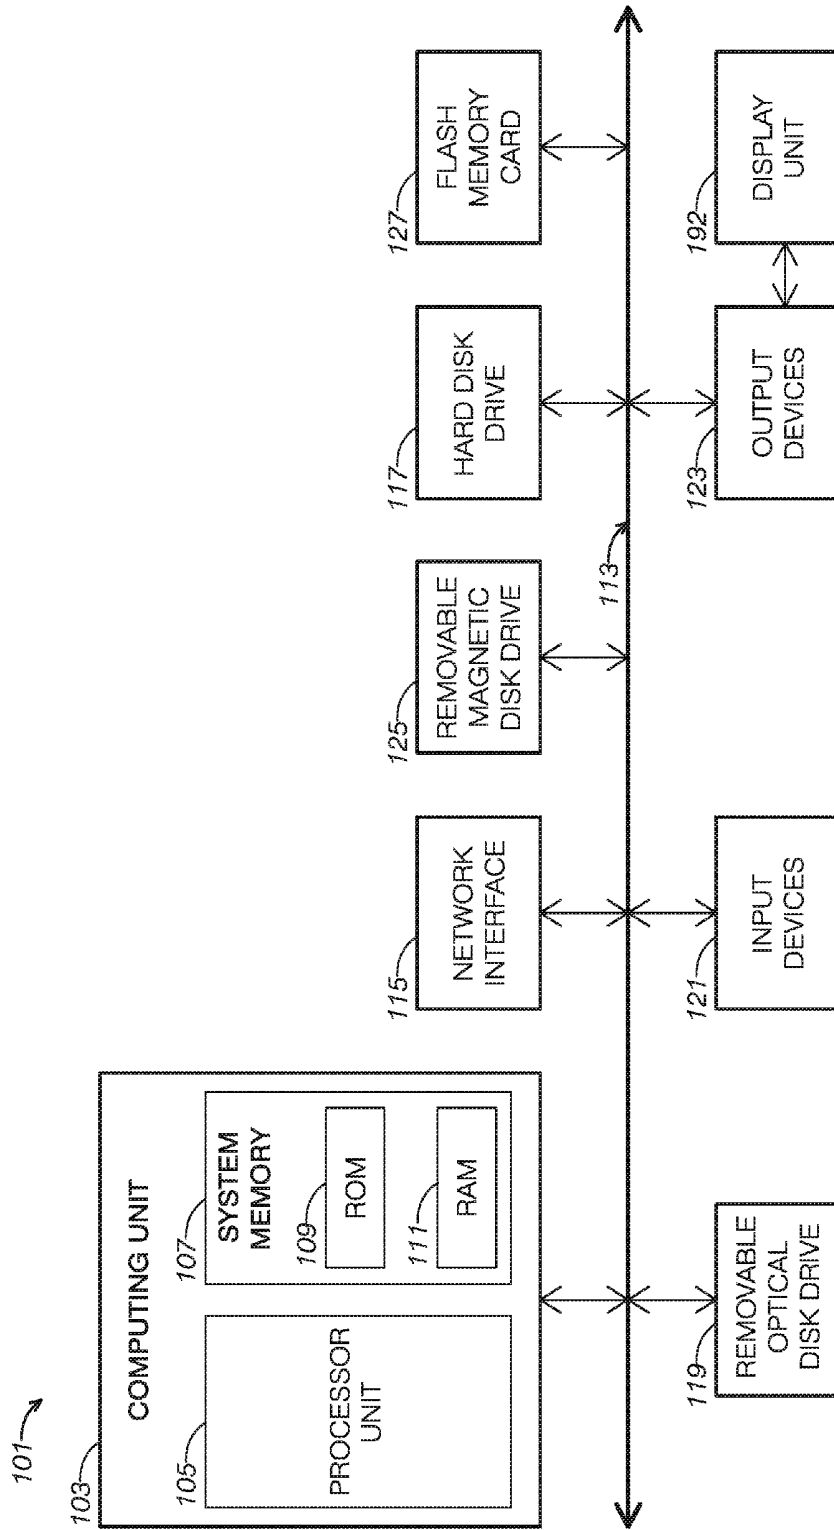 101
103
COMPUTING UNIT
105
PROCESSOR
UNIT
107
SYSTEM
MEMORY
109
ROM
111
RAM
115
NETWORK
INTERFACE
125
REMOVABLE
MAGNETIC
DISK DRIVE
117
HARD DISK
DRIVE
127
FLASH
MEMORY
CARD
113
119
REMOVABLE
OPTICAL
DISK DRIVE
121
INPUT
DEVICES
123
OUTPUT
DEVICES
192
DISPLAY
UNIT